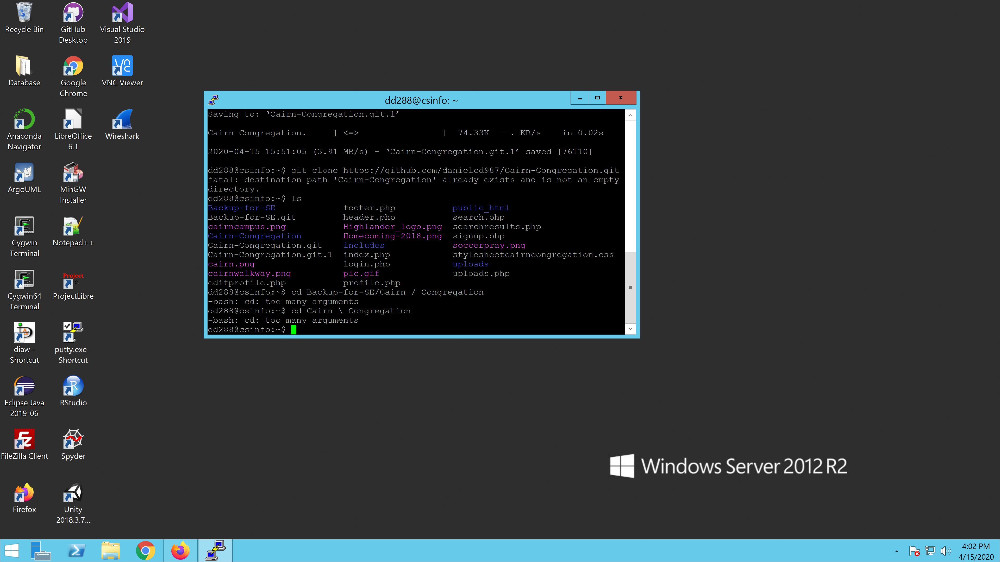 Recycle Bin
GitHub
Desktop
Visual Studio
2019
Database
Google
Chrome
VNC Viewer
Anaconda
Navigator
LibreOffice
6.1
Wireshark
ArgoUML
MinGW
Installer
Cygwin
Terminal
Notepad++
Cygwin64
Terminal
Project
ProjectLibre
diaw -
Shortcut
putty.exe -
Shortcut
Eclipse Java
2019-06
RStudio
FileZilla Client
Spyder
Firefox
Unity
2018.3.7...
dd288@csinfo: ~
Saving to: ‘Cairn-Congregation.git.1’
Cairn-Congregation. [ <=> ] 74.33K --.-KB/s in 0.02s
2020-04-15 15:51:05 (3.91 MB/s) - ‘Cairn-Congregation.git.1’ saved [76110]
dd288@csinfo:~$ git clone https://github.com/danielcd987/Cairn-Congregation.git
fatal: destination path 'Cairn-Congregation' already exists and is not an empty
directory.
dd288@csinfo:~$ ls
Backup-for-SE footer.php public_html
Backup-for-SE.git header.php search.php
cairncampus.png Highlander_logo.png searchresults.php
Cairn-Congregation Homecoming-2018.png signup.php
Cairn-Congregation.git includes soccerpray.png
Cairn-Congregation.git.1 index.php stylesheetcairncongregation.css
cairn.png login.php uploads
cairnwalkway.png pic.gif uploads.php
editprofile.php profile.php
dd288@csinfo:~$ cd Backup-for-SE/Cairn / Congregation
-bash: cd: too many arguments
dd288@csinfo:~$ cd Cairn \ Congregation
-bash: cd: too many arguments
dd288@csinfo:~$
Windows Server 2012 R2
4:02 PM
4/15/2020